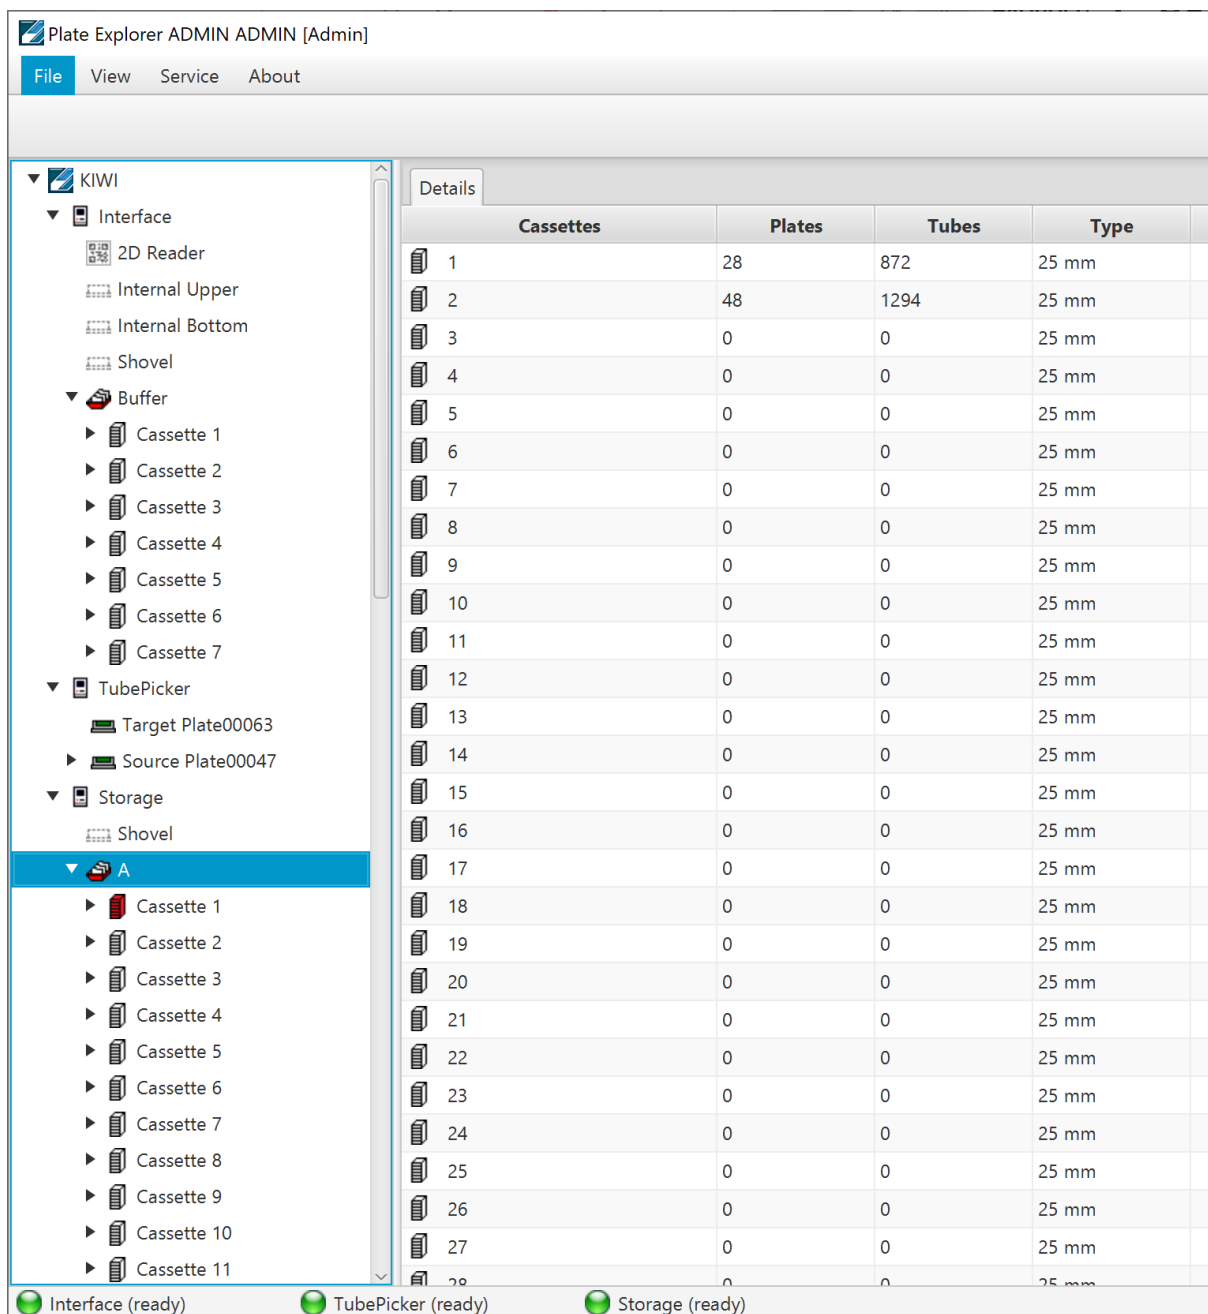 Plate Explorer ADMIN ADMIN [Admin]
File View Service About
KIWI
Interface
2D Reader
Internal Upper
Internal Bottom
Shovel
Buffer
Cassette 1
Cassette 2
Cassette 3
Cassette 4
Cassette 5
Cassette 6
Cassette 7
TubePicker
Target Plate00063
Source Plate00047
Storage
Shovel
A
Cassette 1
Cassette 2
Cassette 3
Cassette 4
Cassette 5
Cassette 6
Cassette 7
Cassette 8
Cassette 9
Cassette 10
Cassette 11
Details
Cassettes Plates Tubes Type
1 28 872 25 mm
2 48 1294 25 mm
3 0 0 25 mm
4 0 0 25 mm
5 0 0 25 mm
6 0 0 25 mm
7 0 0 25 mm
8 0 0 25 mm
9 0 0 25 mm
10 0 0 25 mm
11 0 0 25 mm
12 0 0 25 mm
13 0 0 25 mm
14 0 0 25 mm
15 0 0 25 mm
16 0 0 25 mm
17 0 0 25 mm
18 0 0 25 mm
19 0 0 25 mm
20 0 0 25 mm
21 0 0 25 mm
22 0 0 25 mm
23 0 0 25 mm
24 0 0 25 mm
25 0 0 25 mm
26 0 0 25 mm
27 0 0 25 mm
28 0 0 25 mm
Interface (ready) TubePicker (ready) Storage (ready)